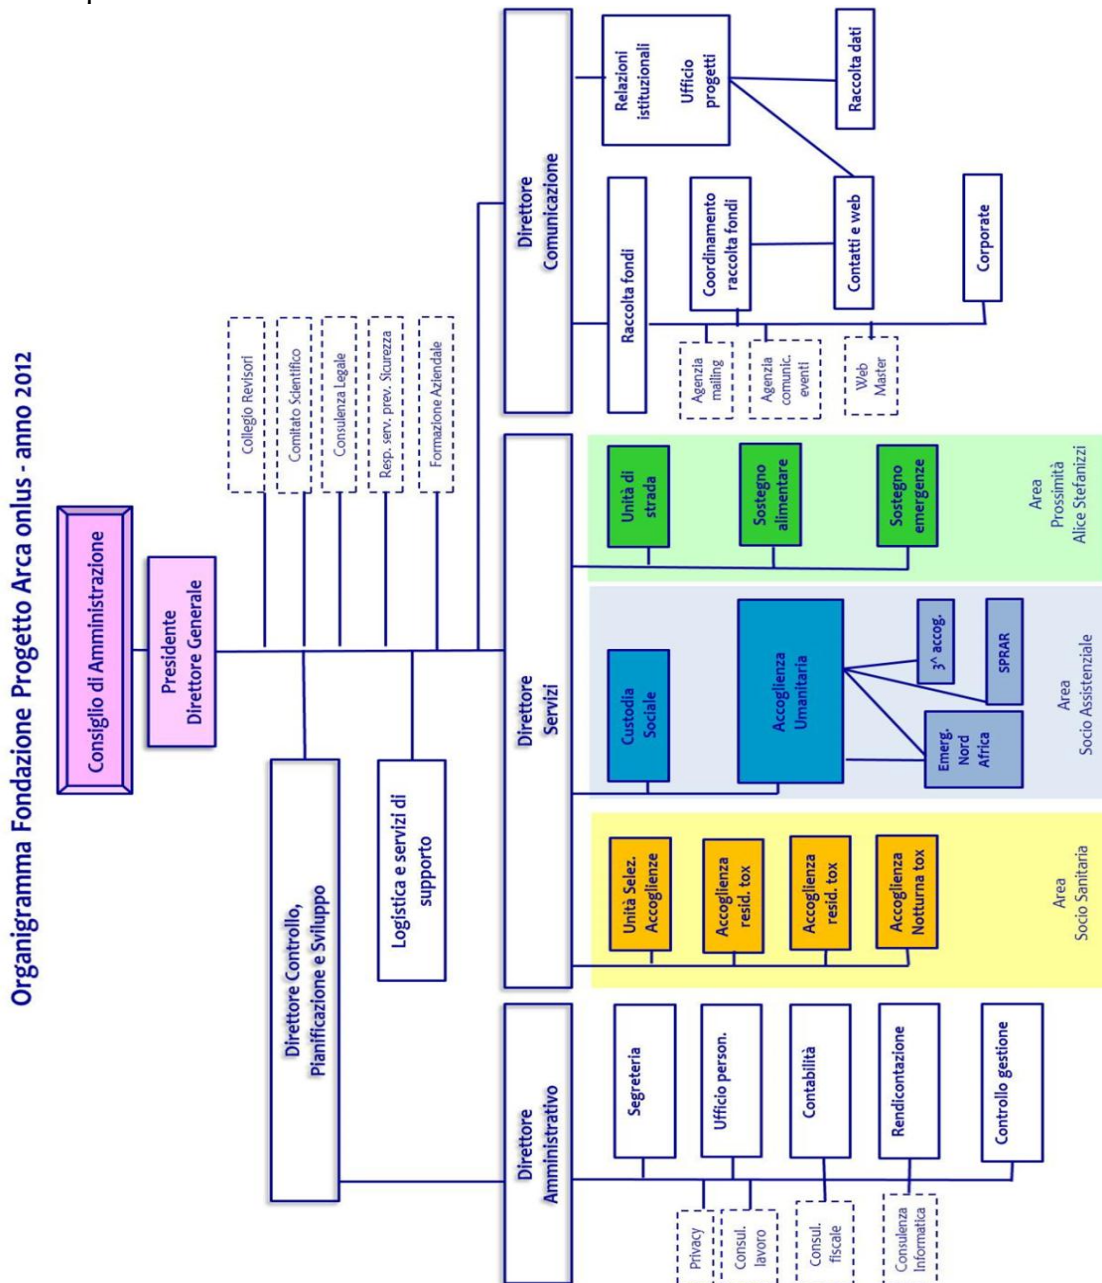 Organigramma Fondazione Progetto Arca onlus - anno 2012
Consiglio di Amministrazione
Presidente
Direttore Generale
Collegio Revisori
Comitato Scientifico
Consulenza Legale
Resp. serv. prev. Sicurezza
Formazione Aziendale
Direttore Controllo,
Pianificazione e Sviluppo
Logistica e servizi di
supporto
Direttore
Amministrativo
Segreteria
Ufficio person.
Contabilità
Rendicontazione
Controllo gestione
Privacy
Consul.
lavoro
Consul.
fiscale
Consulenza
Informatica
Direttore
Servizi
Unità Selez.
Accoglienze
Accoglienza
resid. tox
Accoglienza
resid. tox
Accoglienza
Notturna tox
Area
Socio Sanitaria
Custodia
Sociale
Accoglienza
Umanitaria
Emerg.
Nord
Africa
3^ accog.
SPRAR
Area
Socio Assistenziale
Unità di
strada
Sostegno
alimentare
Sostegno
emergenze
Area
Prossimità
Alice Stefanizzi
Direttore
Comunicazione
Raccolta fondi
Agenzia
mailing
Agenzia
comunic.
eventi
Web
Master
Coordinamento
raccolta fondi
Contatti e web
Corporate
Relazioni
istituzionali
Ufficio
progetti
Raccolta dati